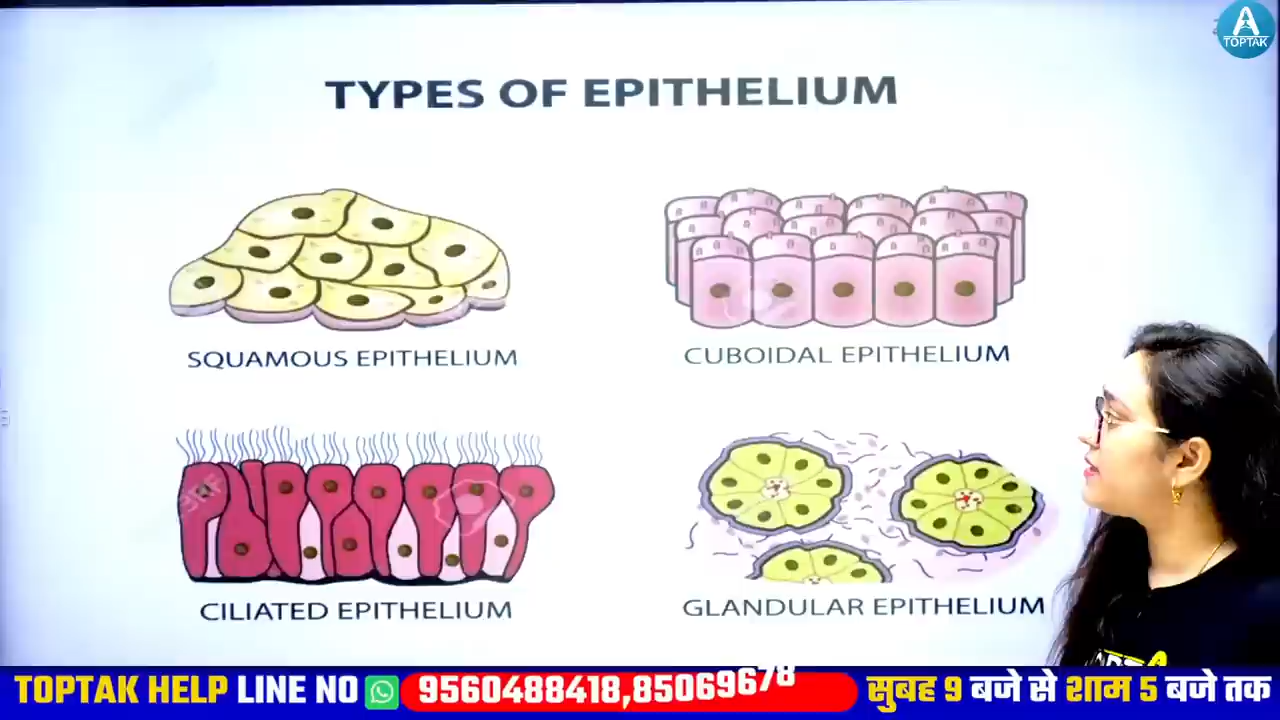 TOPTAK
TYPES OF EPITHELIUM
SQUAMOUS EPITHELIUM
CUBOIDAL EPITHELIUM
CILIATED EPITHELIUM
GLANDULAR EPITHELIUM
TOPTAK HELP LINE NO 9560488418,8506969678 सुबह 9 बजे से शाम 5 बजे तक